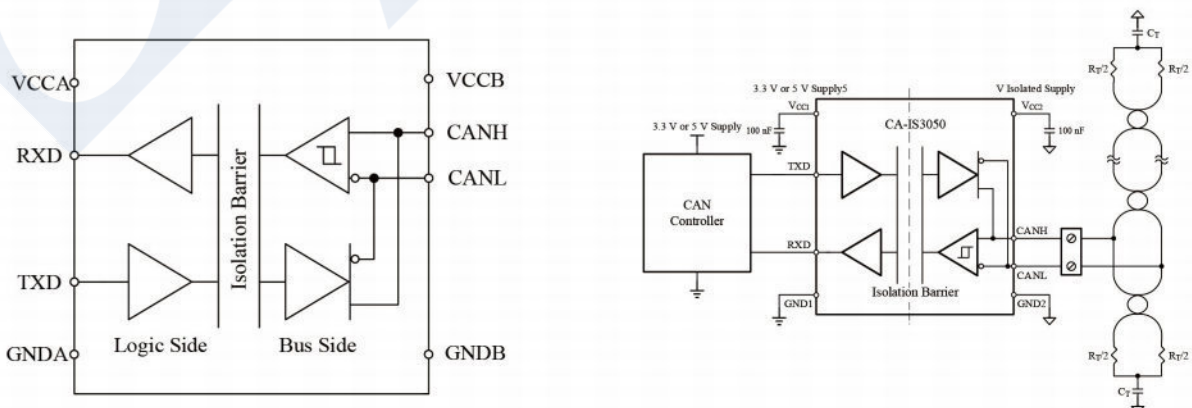 VCCA
VCCB
RXD
CANH
CANL
Isolation Barrier
TXD
GNDA
Logic Side
Bus Side
GNDB
CT
RT/2
RT/2
3.3 V or 5 V Supply5
V Isolated Supply
VCC1
VCC2
100 nF
CA-IS3050
100 nF
3.3 V or 5 V Supply
TXD
CAN
Controller
RXD
CANH
CANL
Isolation Barrier
GND1
GND2
RT/2
RT/2
CT